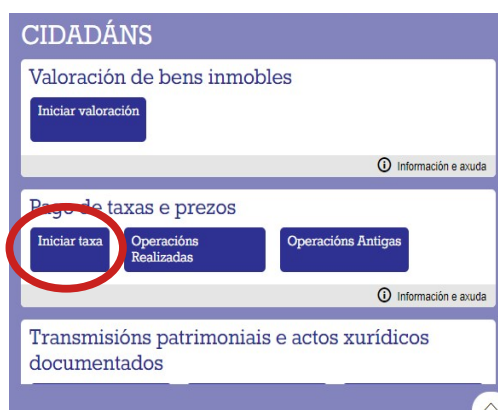 CIDADÁNS
Valoración de bens inmobles
Iniciar valoración
Información e axuda
Pago de taxas e prezos
Iniciar taxa
Operacións
Realizadas
Operacións Antigas
Información e axuda
Transmisións patrimoniais e actos xurídicos
documentados